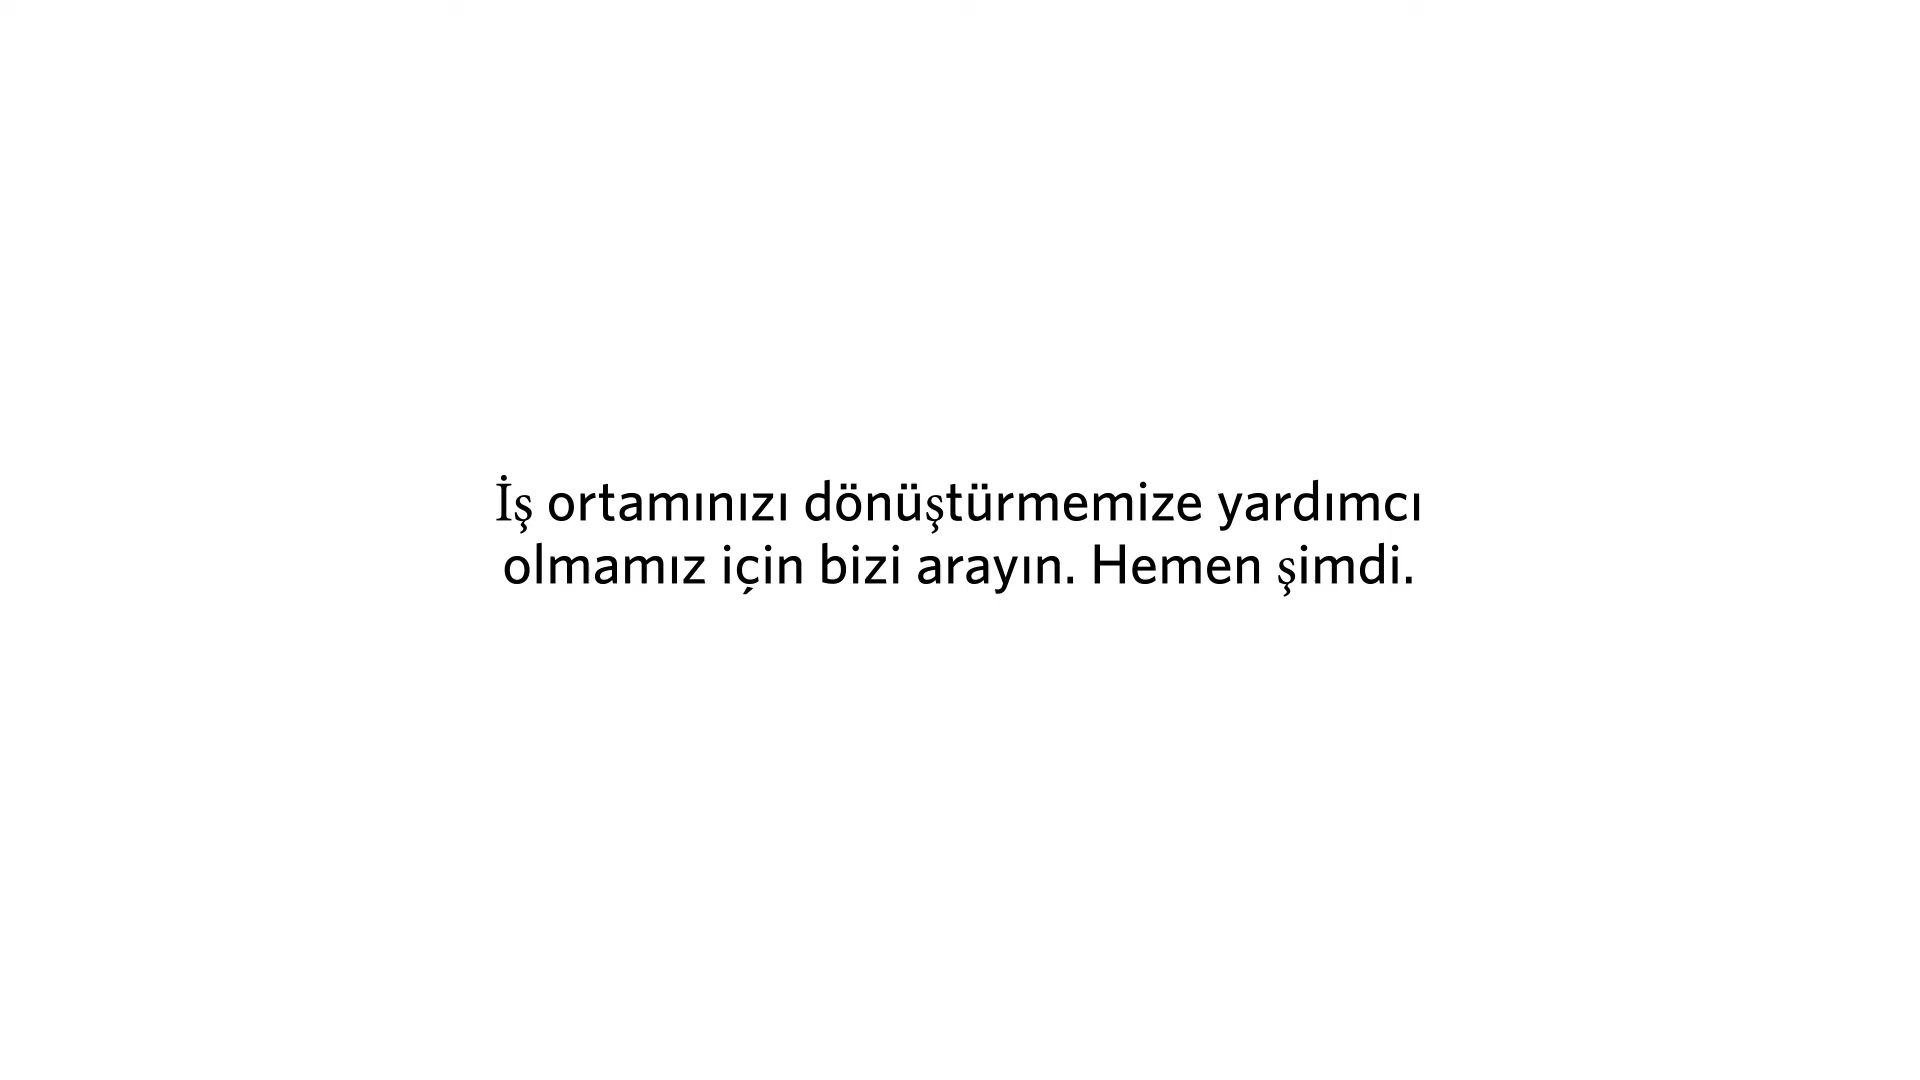 İş ortamınızı dönüştürmemize yardımcı
olmamız için bizi arayın. Hemen şimdi.